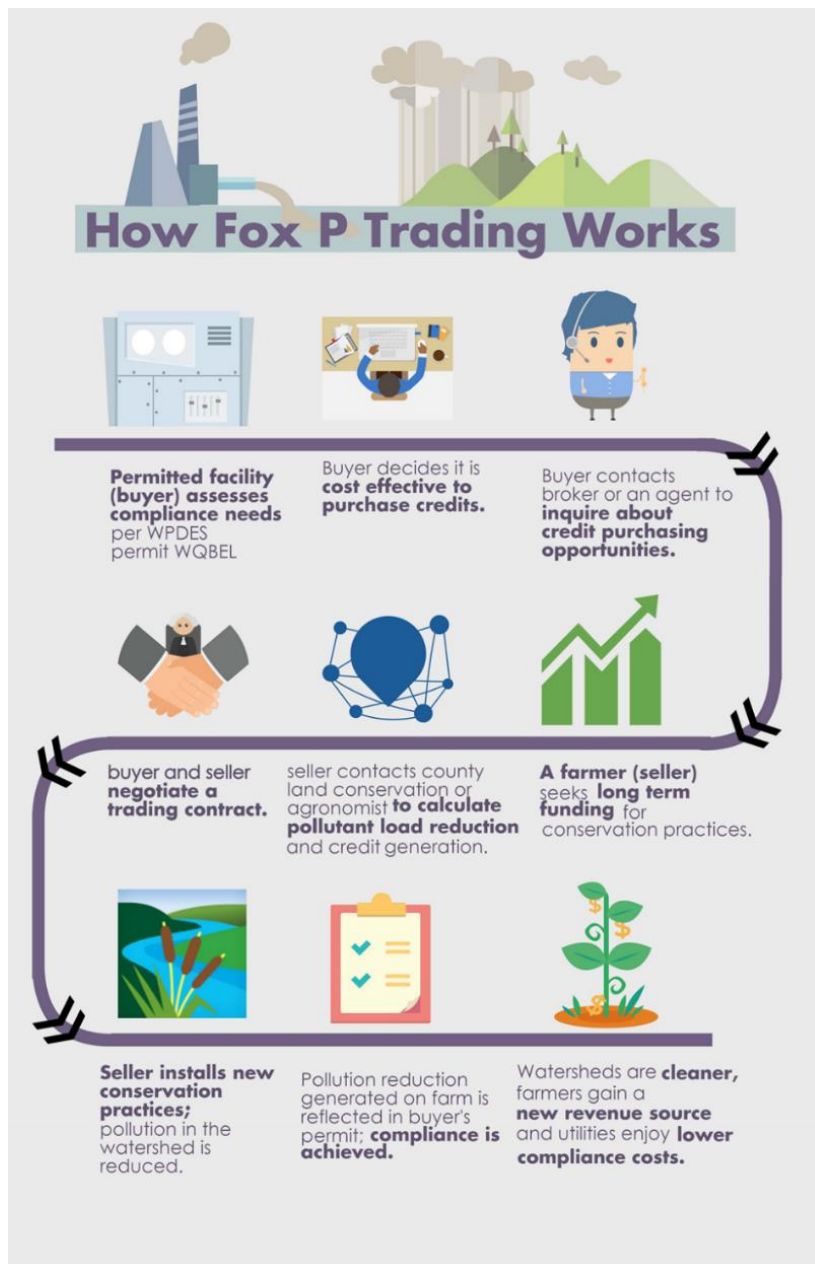 How Fox P Trading Works
Permitted facility
(buyer) assesses
compliance needs
per WPDES
permit WQBEL
Buyer decides it is
cost effective to
purchase credits.
Buyer contacts
broker or an agent to
inquire about
credit purchasing
opportunities.
A farmer (seller)
seeks long term
funding for
conservation practices.
seller contacts county
land conservation or
agronomist to calculate
pollutant load reduction
and credit generation.
buyer and seller
negotiate a
trading contract.
Seller installs new
conservation
practices;
pollution in the
watershed is
reduced.
Pollution reduction
generated on farm is
reflected in buyer's
permit; compliance is
achieved.
Watersheds are cleaner,
farmers gain a
new revenue source
and utilities enjoy lower
compliance costs.